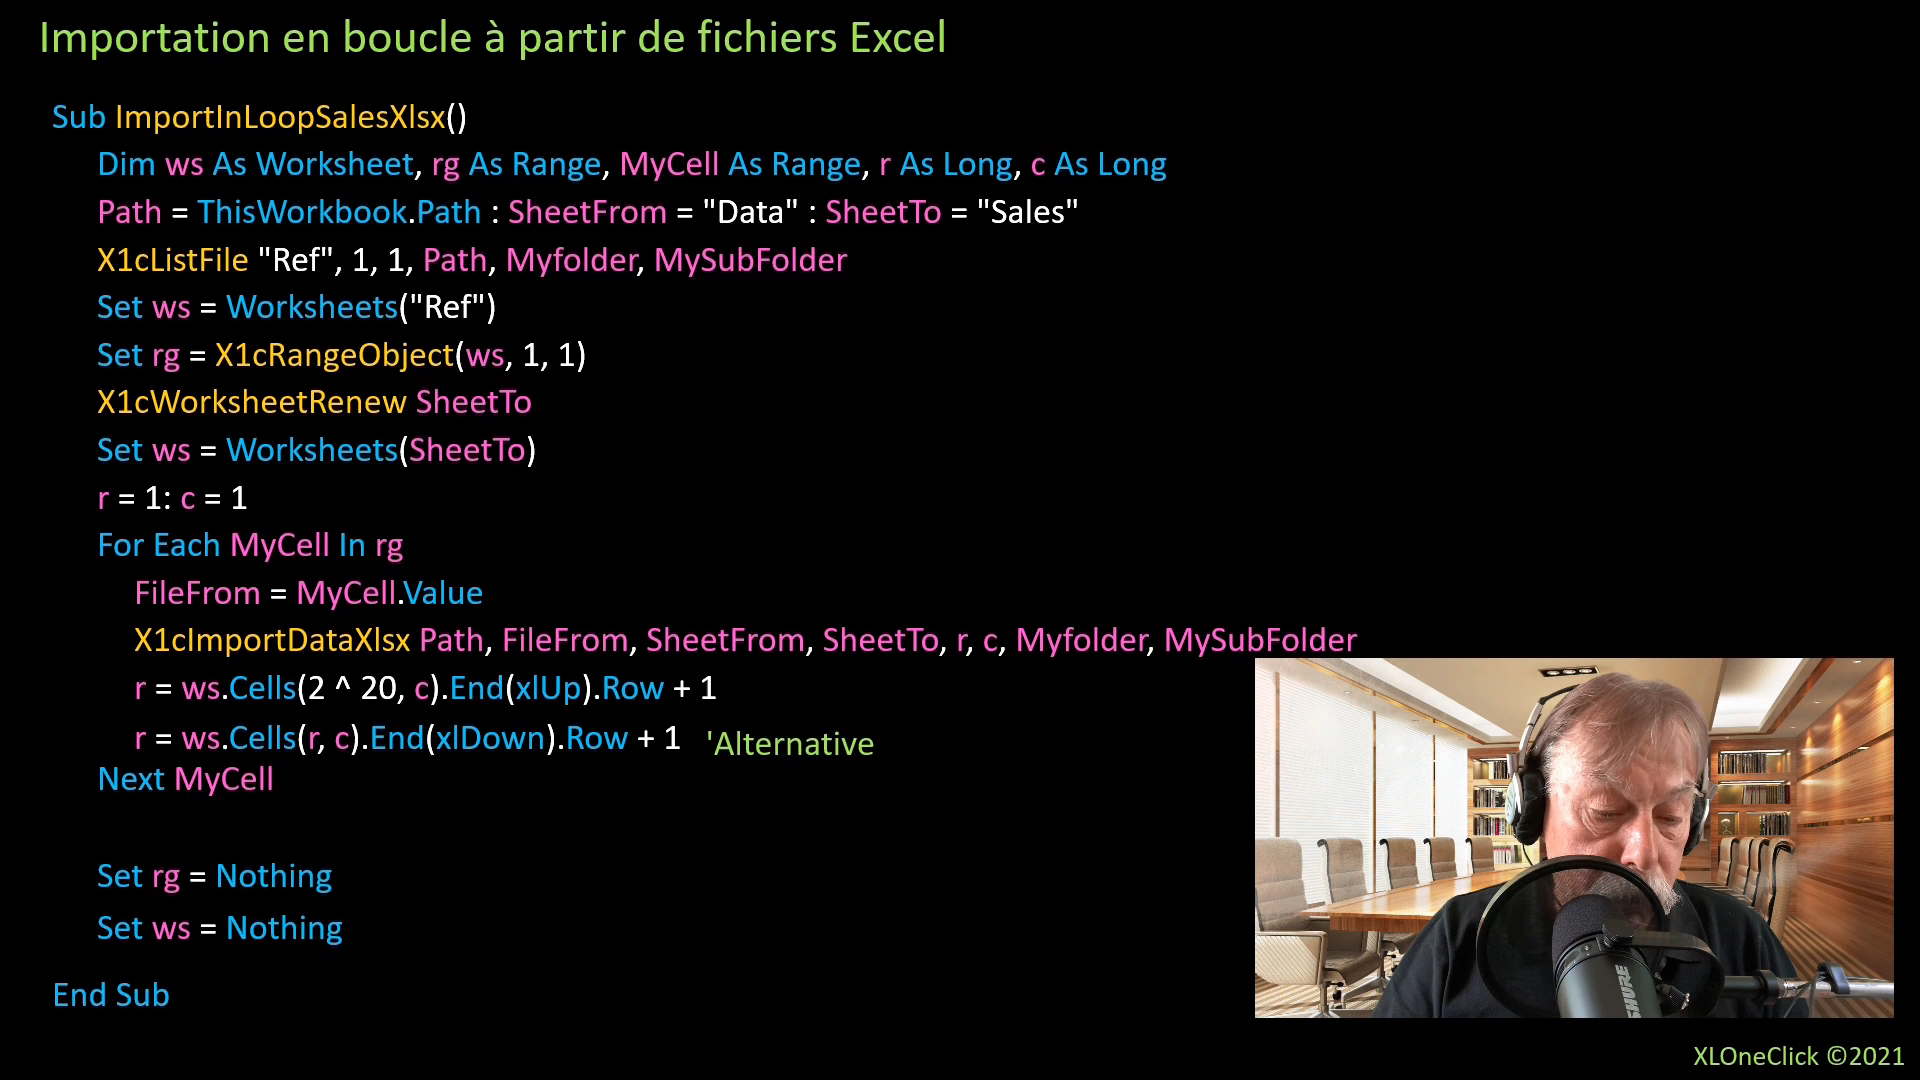 Importation en boucle à partir de fichiers Excel
Sub ImportInLoopSalesXlsx()
Dim ws As Worksheet, rg As Range, MyCell As Range, r As Long, c As Long
Path = ThisWorkbook.Path : SheetFrom = "Data" : SheetTo = "Sales"
X1cListFile "Ref", 1, 1, Path, Myfolder, MySubFolder
Set ws = Worksheets("Ref")
Set rg = X1cRangeObject(ws, 1, 1)
X1cWorksheetRenew SheetTo
Set ws = Worksheets(SheetTo)
r = 1: c = 1
For Each MyCell In rg
FileFrom = MyCell.Value
X1cImportDataXlsx Path, FileFrom, SheetFrom, SheetTo, r, c, Myfolder, MySubFolder
r = ws.Cells(2 ^ 20, c).End(xlUp).Row + 1
r = ws.Cells(r, c).End(xlDown).Row + 1 'Alternative
Next MyCell
Set rg = Nothing
Set ws = Nothing
End Sub
SHURE
XLOneClick ©2021